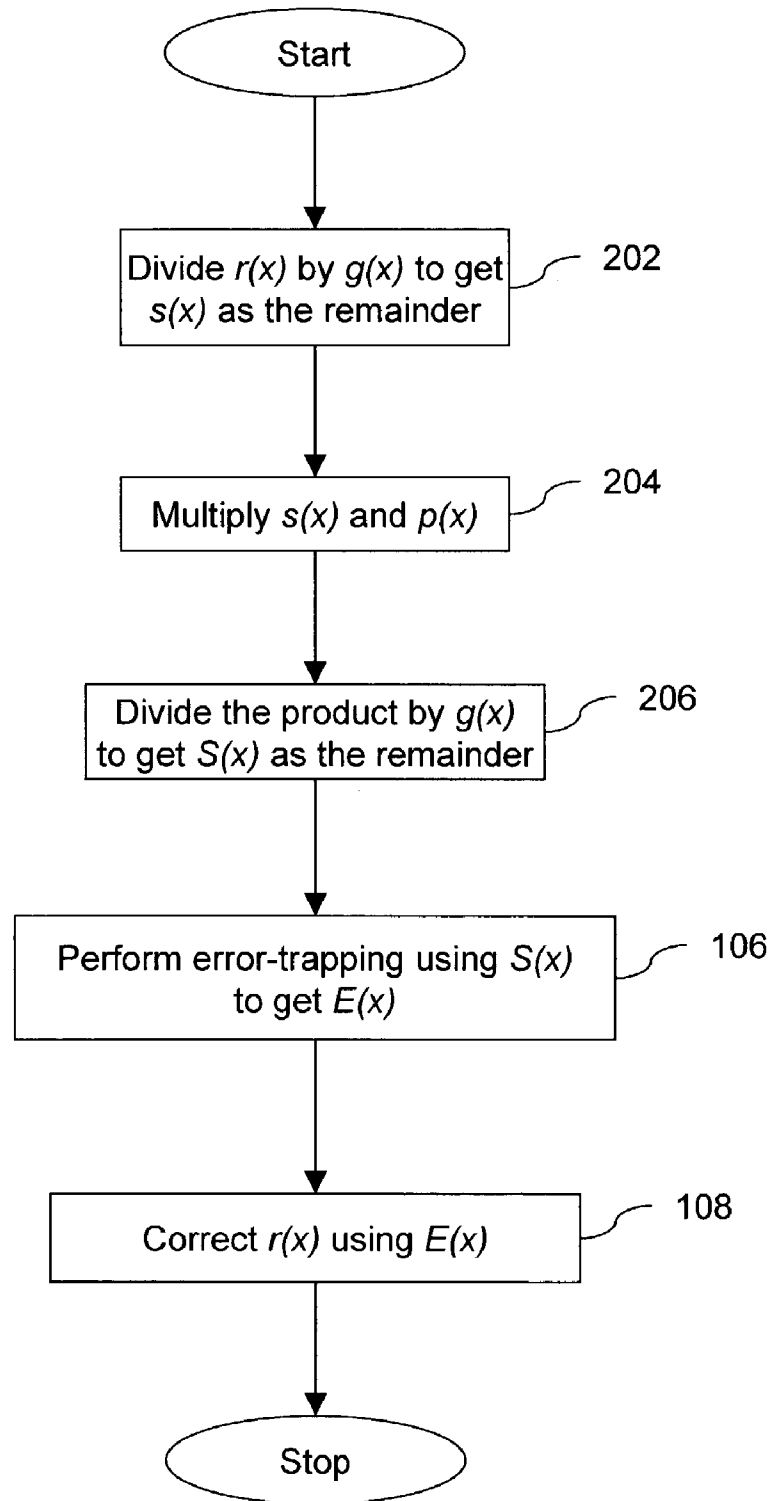 Start
Divide r(x) by g(x) to get
s(x) as the remainder
202
Multiply s(x) and p(x)
204
Divide the product by g(x)
to get S(x) as the remainder
206
Perform error-trapping using S(x)
to get E(x)
106
Correct r(x) using E(x)
108
Stop